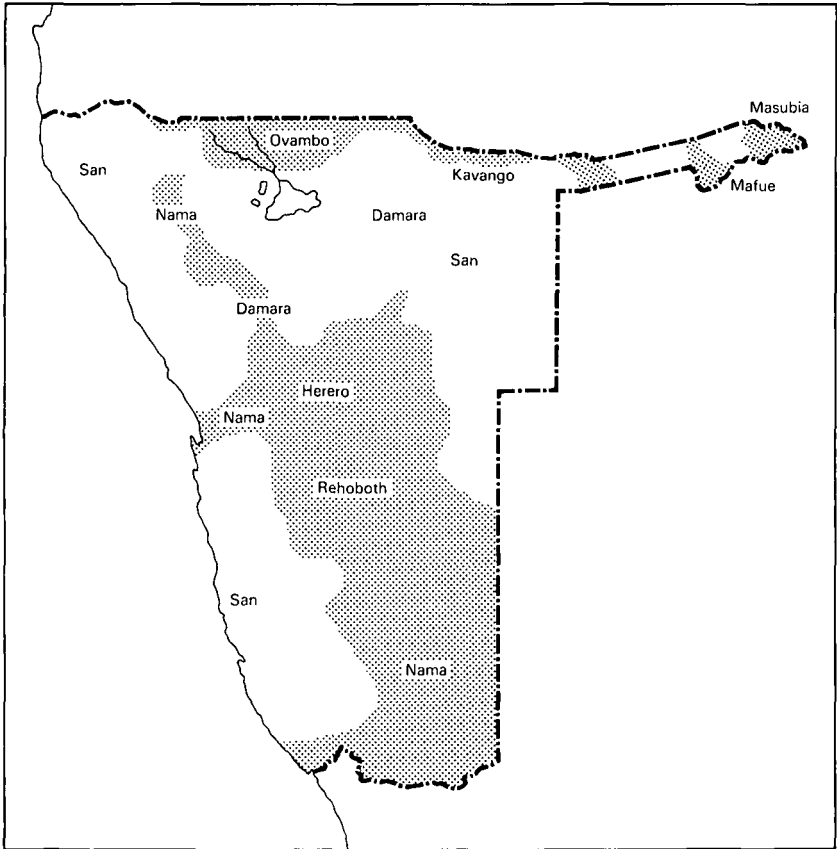 Masubia
Ovambo
San
Kavango
Mafue
Nama
Damara
San
Damara
Herero
Nama
Rehoboth
San
Nama